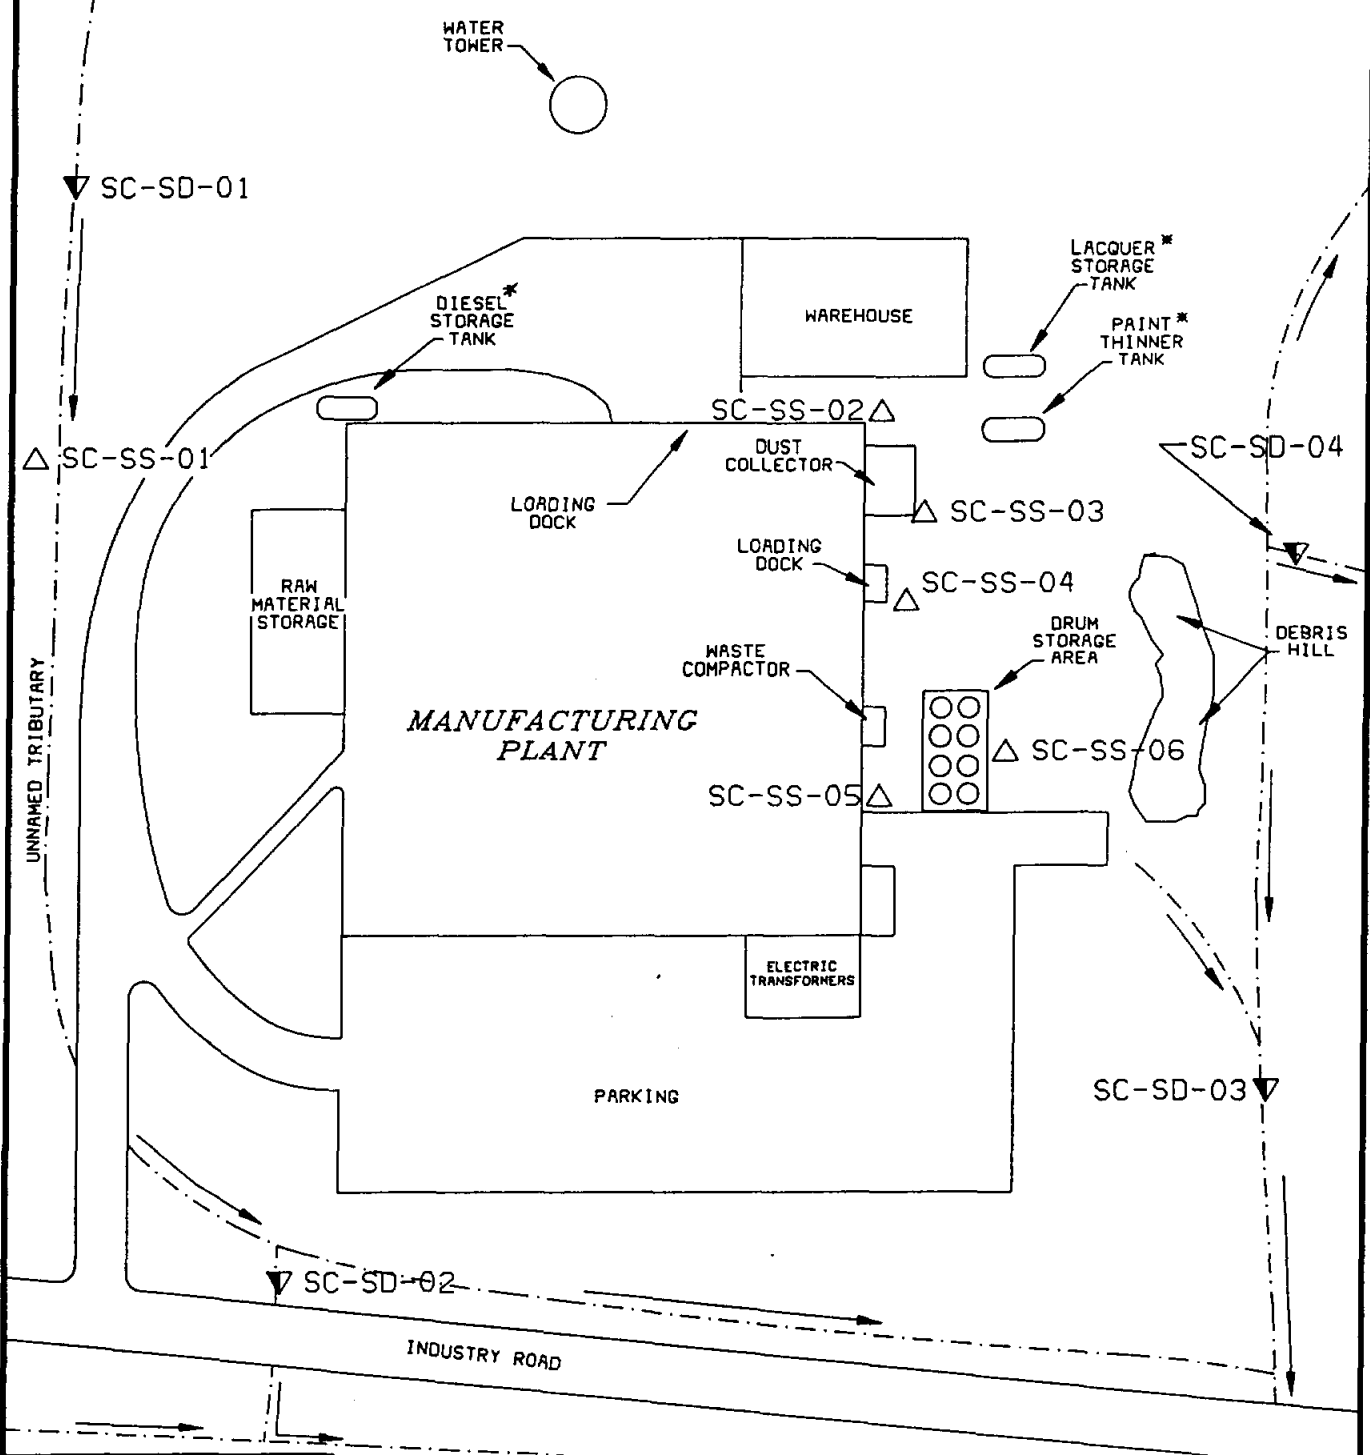 WATER
TOWER
SC-SD-01
LACQUER*
STORAGE
TANK
DIESEL*
STORAGE
TANK
WAREHOUSE
PAINT*
THINNER
TANK
SC-SS-02
SC-SS-01
DUST
COLLECTOR
SC-SD-04
LOADING
DOCK
SC-SS-03
LOADING
DOCK
SC-SS-04
RAW
MATERIAL
STORAGE
DRUM
STORAGE
AREA
DEBRIS
HILL
WASTE
COMPACTOR
MANUFACTURING
PLANT
SC-SS-06
UNNAMED TRIBUTARY
SC-SS-05
ELECTRIC
TRANSFORMERS
PARKING
SC-SD-03
SC-SD-02
INDUSTRY ROAD